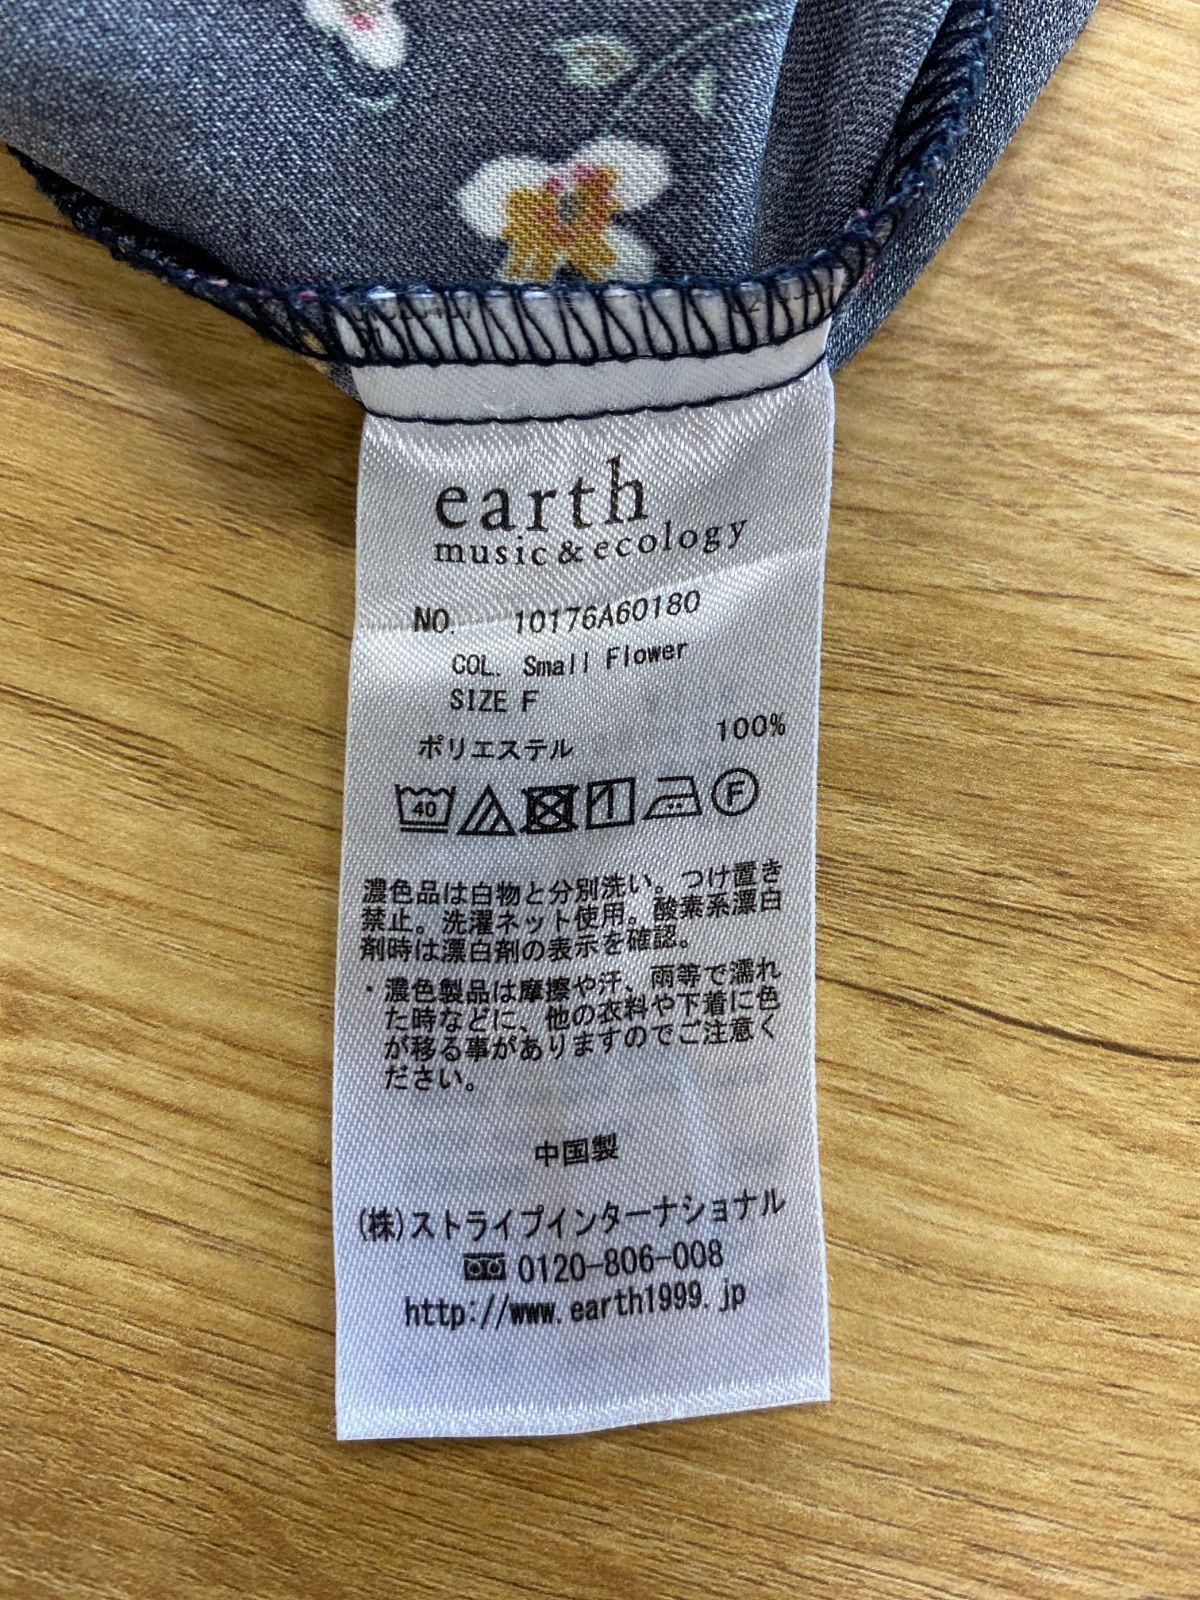 earth
music & ecology
NO. 10176A60180
COL. Small Flower
SIZE F
ポリエステル 100%
40
F
濃色品は白物と分別洗い。つけ置き
禁止。洗濯ネット使用。酸素系漂白
剤時は漂白剤の表示を確認。
・濃色製品は摩擦や汗、雨等で濡れ
た時などに、他の衣料や下着に色
が移る事がありますのでご注意く
ださい。
中国製
(株)ストライプインターナショナル
0120-806-008
http://www.earth1999.jp